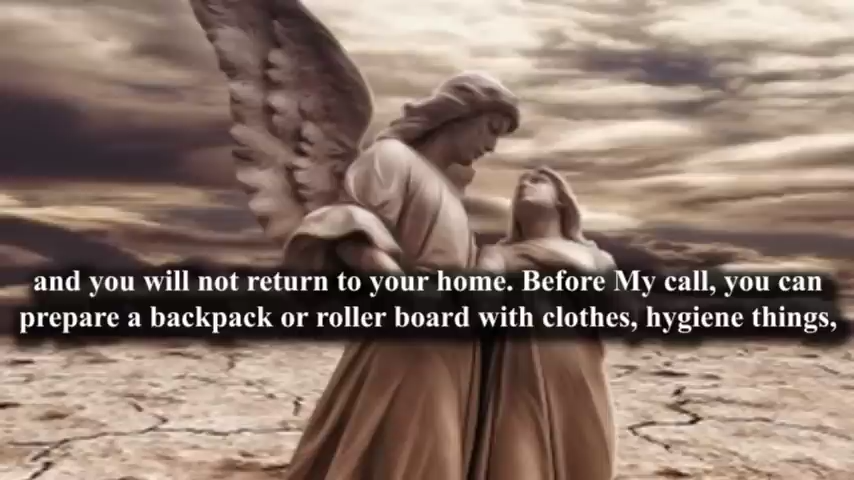 and you will not return to your home. Before My call, you can
prepare a backpack or roller board with clothes, hygiene things,